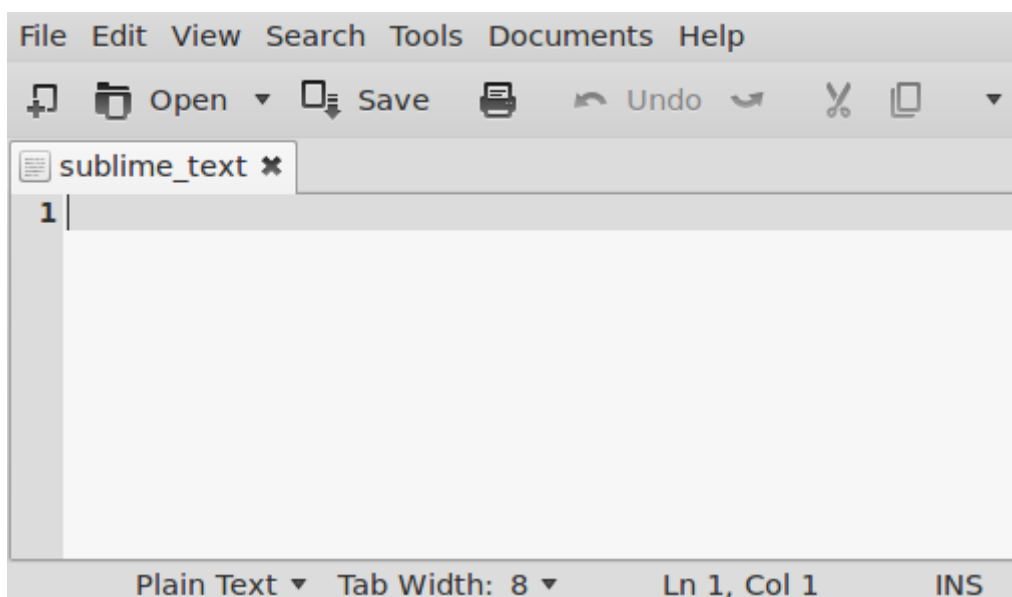 File Edit View Search Tools Documents Help
Open Save Undo
sublime_text
1
Plain Text Tab Width: 8 Ln 1, Col 1 INS